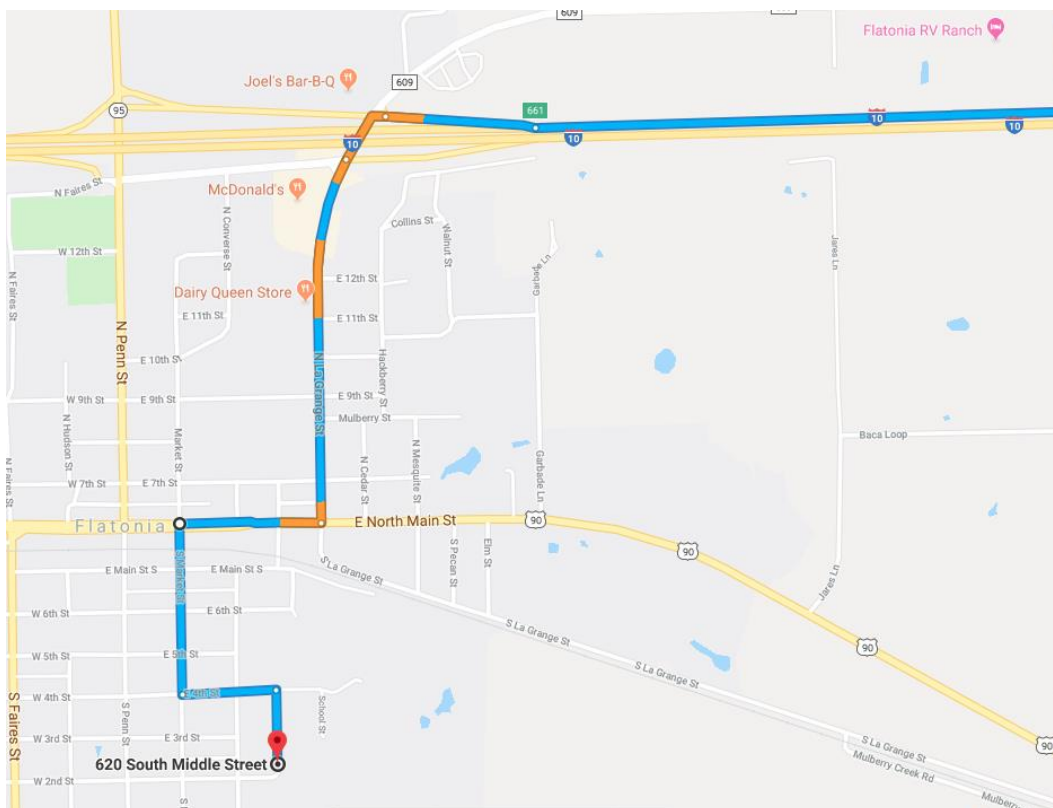 609
609
Flatonia RV Ranch
Joel's Bar-B-Q
609
95
661
10
10
10
10
N Faires St
McDonald's
N Converse St
Collins St
Walnut St
W 12th St
N Faires St
Garbade Ln
Jares Ln
E 12th St
Dairy Queen Store
E 11th St
E 11th St
N Penn St
E 10th St
N La Grange St
Hackberry St
W 9th St
E 9th St
E 9th St
Mulberry St
N Hudson St
Market St
N Cedar St
N Mesquite St
Garbade Ln
Baca Loop
N Faires St
W 7th St
E 7th St
Flatonia
E North Main St
90
S Market St
S La Grange St
S Pecan St
Elm St
90
E Main St S
E Main St S
Jares Ln
W 6th St
E 6th St
S La Grange St
90
W 5th St
E 5th St
S La Grange St
S Faires St
W 4th St
E 4th St
S Penn St
School St
W 3rd St
E 3rd St
S La Grange St
90
620 South Middle Street
Mulberry Creek Rd
W 2nd St